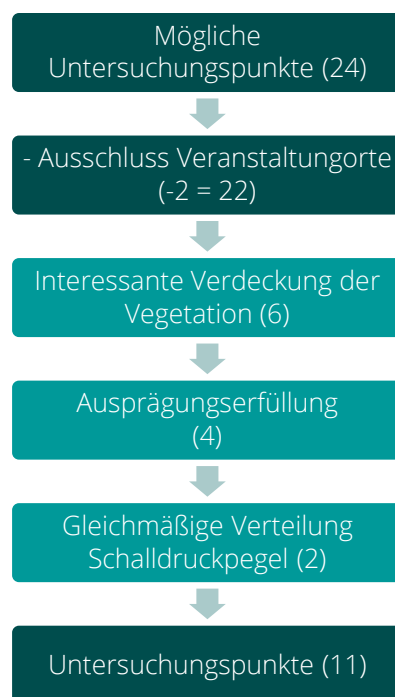 Mögliche
Untersuchungspunkte (24)
- Ausschluss Veranstaltungorte
(-2 = 22)
Interessante Verdeckung der
Vegetation (6)
Ausprägungserfüllung
(4)
Gleichmäßige Verteilung
Schalldruckpegel (2)
Untersuchungspunkte (11)